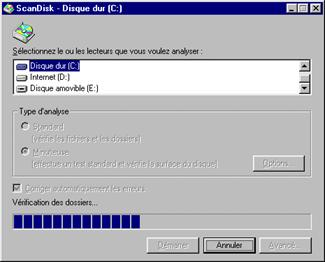 ScanDisk - Disque dur (C:)
Sélectionnez le ou les lecteurs que vous voulez analyser :
Disque dur (C:)
Internet (D:)
Disque amovible (E:)
Type d'analyse
Standard
(vérifie les fichiers et les dossiers)
Minutieuse
(effectue un test standard et vérifie la surface du disque)
Options...
Corriger automatiquement les erreurs.
Vérification des dossiers...
Démarrer
Annuler
Avancé...